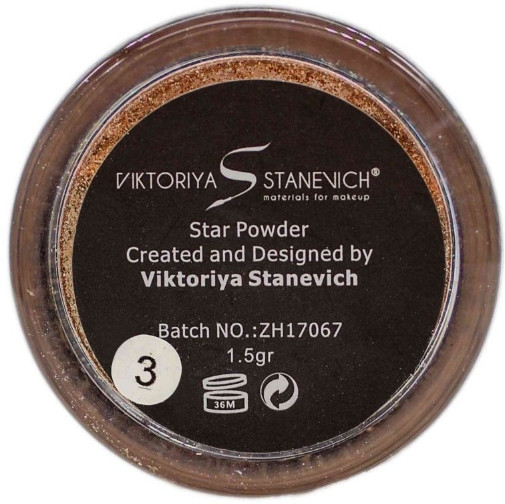 VIKTORIYA S STANEVICH®
materials for makeup
Star Powder
Created and Designed by
Viktoriya Stanevich
Batch NO.:ZH17067
1.5gr
3
36M